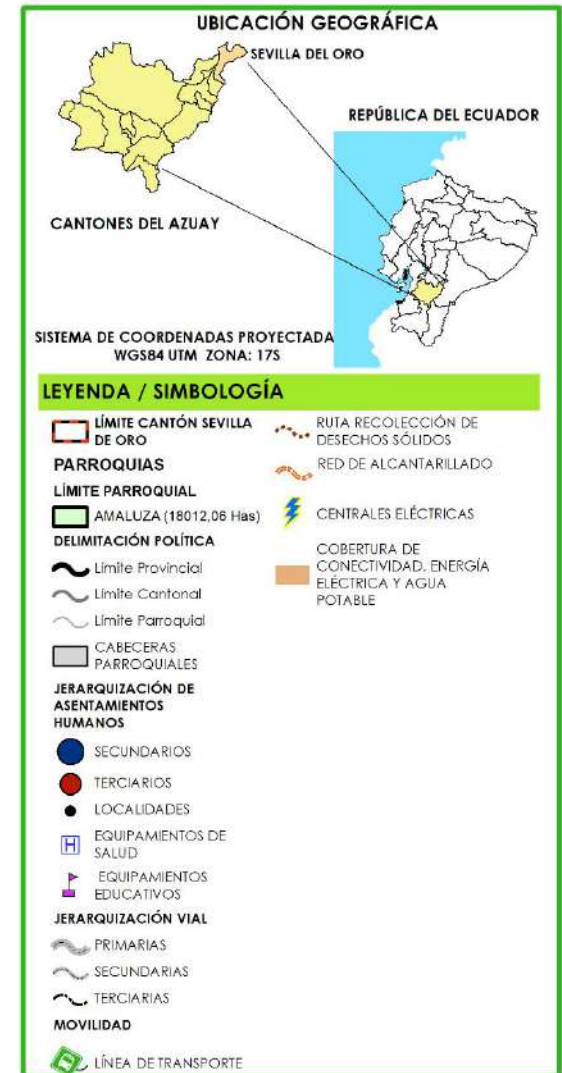 UBICACIÓN GEOGRÁFICA
SEVILLA DEL ORO
REPÚBLICA DEL ECUADOR
CANTONES DEL AZUAY
SISTEMA DE COORDENADAS PROYECTADA
WGS84 UTM ZONA: 17S
LEYENDA / SIMBOLOGÍA
LÍMITE CANTÓN SEVILLA
DE ORO
PARROQUIAS
LÍMITE PARROQUIAL
AMALUZA (18012,06 Has)
DELIMITACIÓN POLÍTICA
Límite Provincial
Límite Cantonal
Límite Parroquial
CABECERAS
PARROQUIALES
JERARQUIZACIÓN DE
ASENTAMIENTOS
HUMANOS
SECUNDARIOS
TERCIARIOS
LOCALIDADES
H
EQUIPAMIENTOS DE
SALUD
EQUIPAMIENTOS
EDUCATIVOS
JERARQUIZACIÓN VIAL
PRIMARIAS
SECUNDARIAS
TERCIARIAS
MOVILIDAD
LÍNEA DE TRANSPORTE
RUTA RECOLECCIÓN DE
DESECHOS SÓLIDOS
RED DE ALCANTARILLADO
CENTRALES ELÉCTRICAS
COBERTURA DE
CONECTIVIDAD. ENERGÍA
ELÉCTRICA Y AGUA
POTABLE